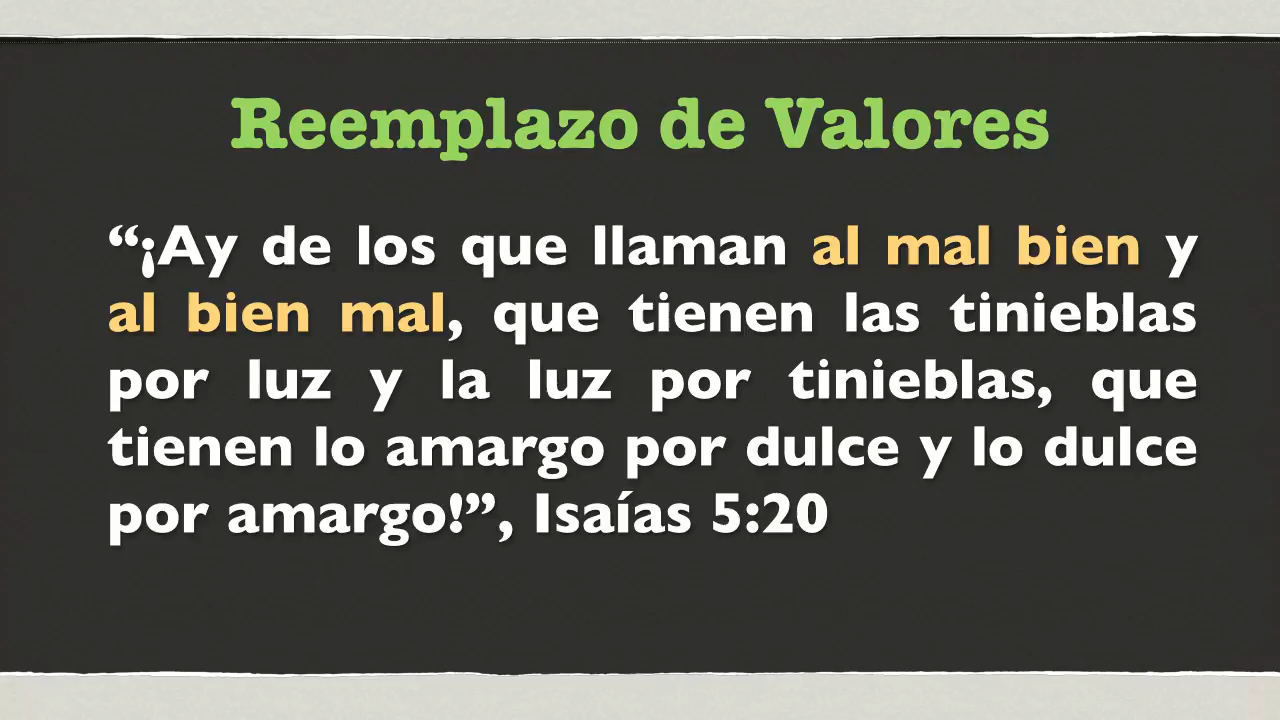 Reemplazo de Valores
“¡Ay de los que llaman al mal bien y
al bien mal, que tienen las tinieblas
por luz y la luz por tinieblas, que
tienen lo amargo por dulce y lo dulce
por amargo!”, Isaías 5:20